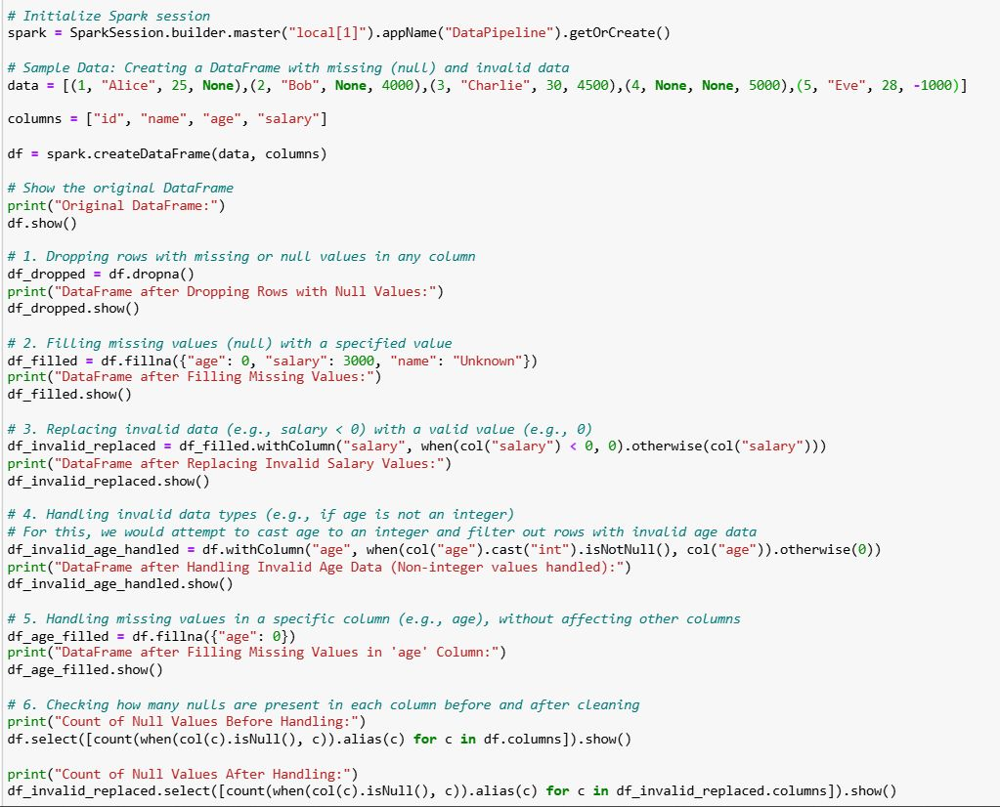 # Initialize Spark session
spark = SparkSession.builder.master("local[1]").appName("DataPipeline").getOrCreate()
# Sample Data: Creating a DataFrame with missing (null) and invalid data
data = [(1, "Alice", 25, None),(2, "Bob", None, 4000),(3, "Charlie", 30, 4500),(4, None, None, 5000),(5, "Eve", 28, -1000)]
columns = ["id", "name", "age", "salary"]
df = spark.createDataFrame(data, columns)
# Show the original DataFrame
print("Original DataFrame:")
df.show()
# 1. Dropping rows with missing or null values in any column
df_dropped = df.dropna()
print("DataFrame after Dropping Rows with Null Values:")
df_dropped.show()
# 2. Filling missing values (null) with a specified value
df_filled = df.fillna({"age": 0, "salary": 3000, "name": "Unknown"})
print("DataFrame after Filling Missing Values:")
df_filled.show()
# 3. Replacing invalid data (e.g., salary < 0) with a valid value (e.g., 0)
df_invalid_replaced = df_filled.withColumn("salary", when(col("salary") < 0, 0).otherwise(col("salary")))
print("DataFrame after Replacing Invalid Salary Values:")
df_invalid_replaced.show()
# 4. Handling invalid data types (e.g., if age is not an integer)
# For this, we would attempt to cast age to an integer and filter out rows with invalid age data
df_invalid_age_handled = df.withColumn("age", when(col("age").cast("int").isNotNull(), col("age")).otherwise(0))
print("DataFrame after Handling Invalid Age Data (Non-integer values handled):")
df_invalid_age_handled.show()
# 5. Handling missing values in a specific column (e.g., age), without affecting other columns
df_age_filled = df.fillna({"age": 0})
print("DataFrame after Filling Missing Values in 'age' Column:")
df_age_filled.show()
# 6. Checking how many nulls are present in each column before and after cleaning
print("Count of Null Values Before Handling:")
df.select([count(when(col(c).isNull(), c)).alias(c) for c in df.columns]).show()
print("Count of Null Values After Handling:")
df_invalid_replaced.select([count(when(col(c).isNull(), c)).alias(c) for c in df_invalid_replaced.columns]).show()